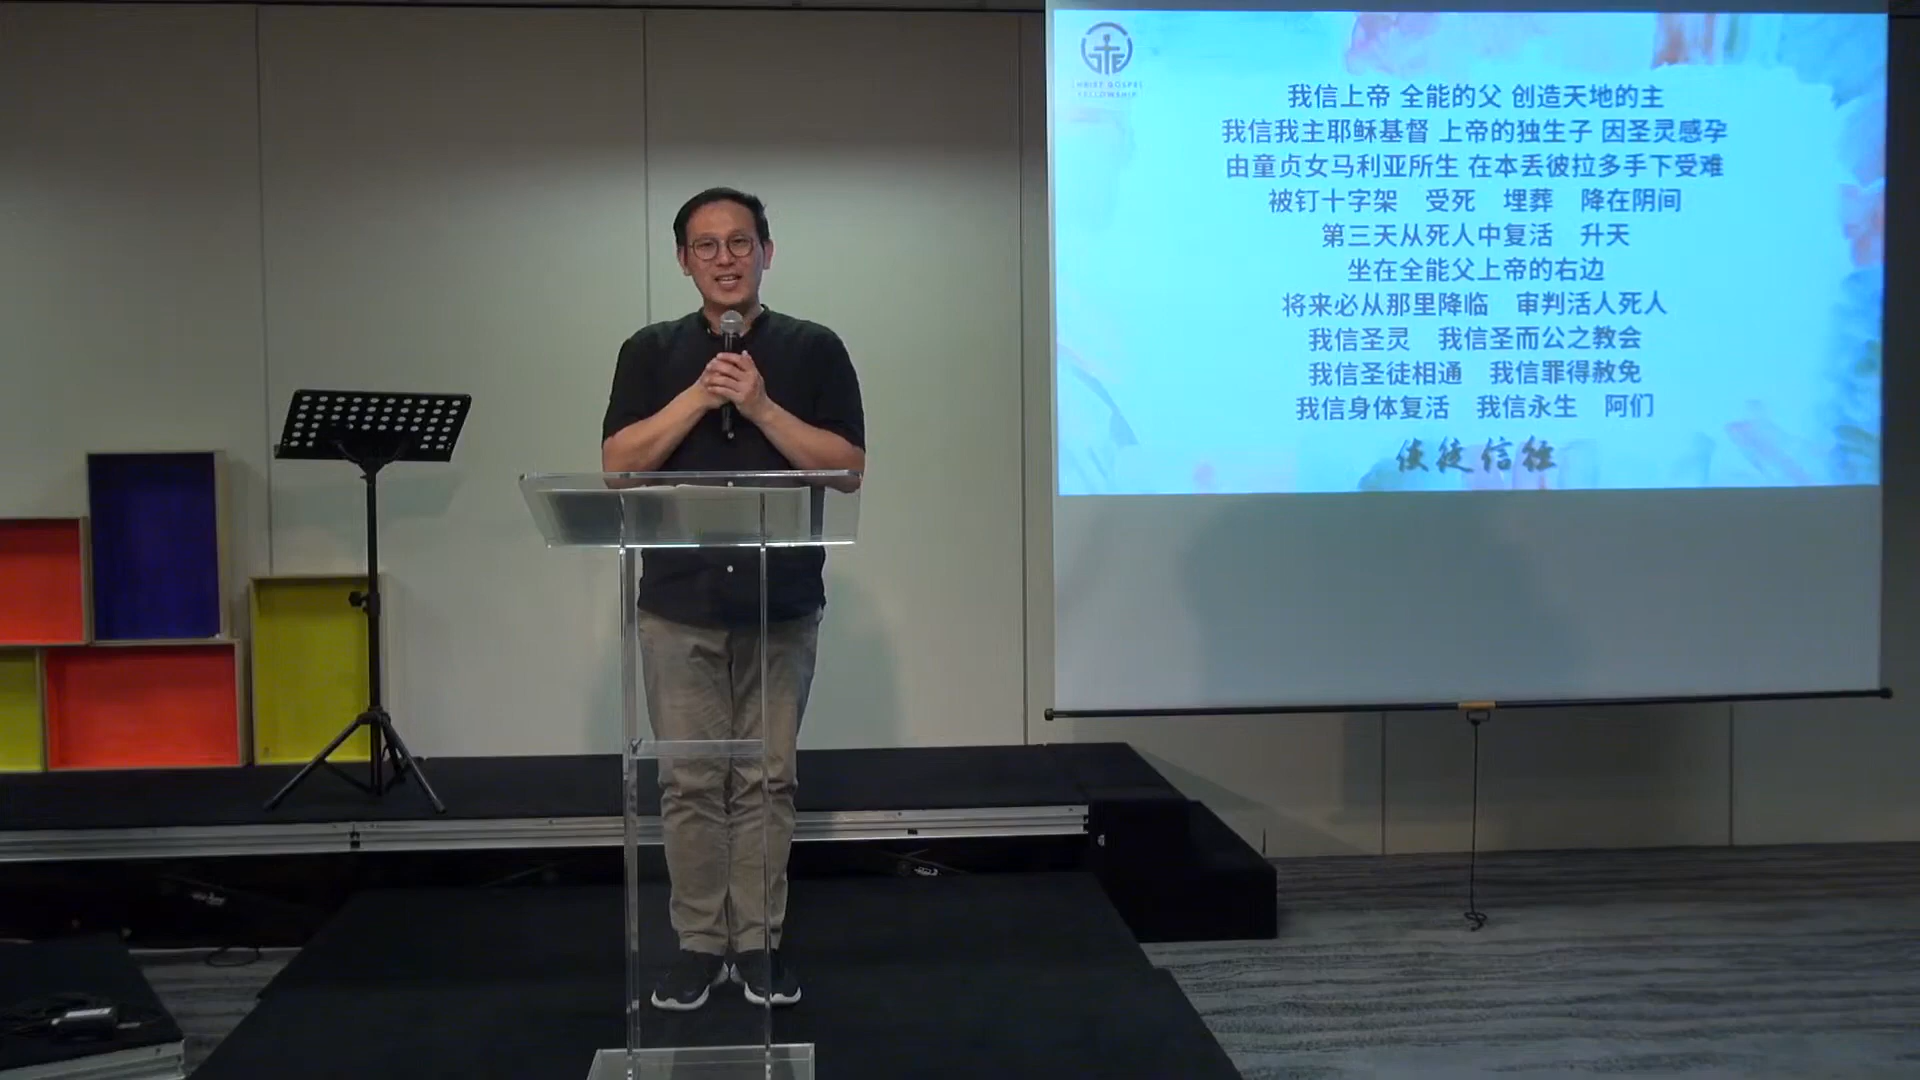 CHRIST GOSPEL
FELLOWSHIP
我信上帝 全能的父 创造天地的主
我信我主耶稣基督 上帝的独生子 因圣灵感孕
由童贞女马利亚所生 在本丢彼拉多手下受难
被钉十字架 受死 埋葬 降在阴间
第三天从死人中复活 升天
坐在全能父上帝的右边
将来必从那里降临 审判活人死人
我信圣灵 我信圣而公之教会
我信圣徒相通 我信罪得赦免
我信身体复活 我信永生 阿们
使徒信经